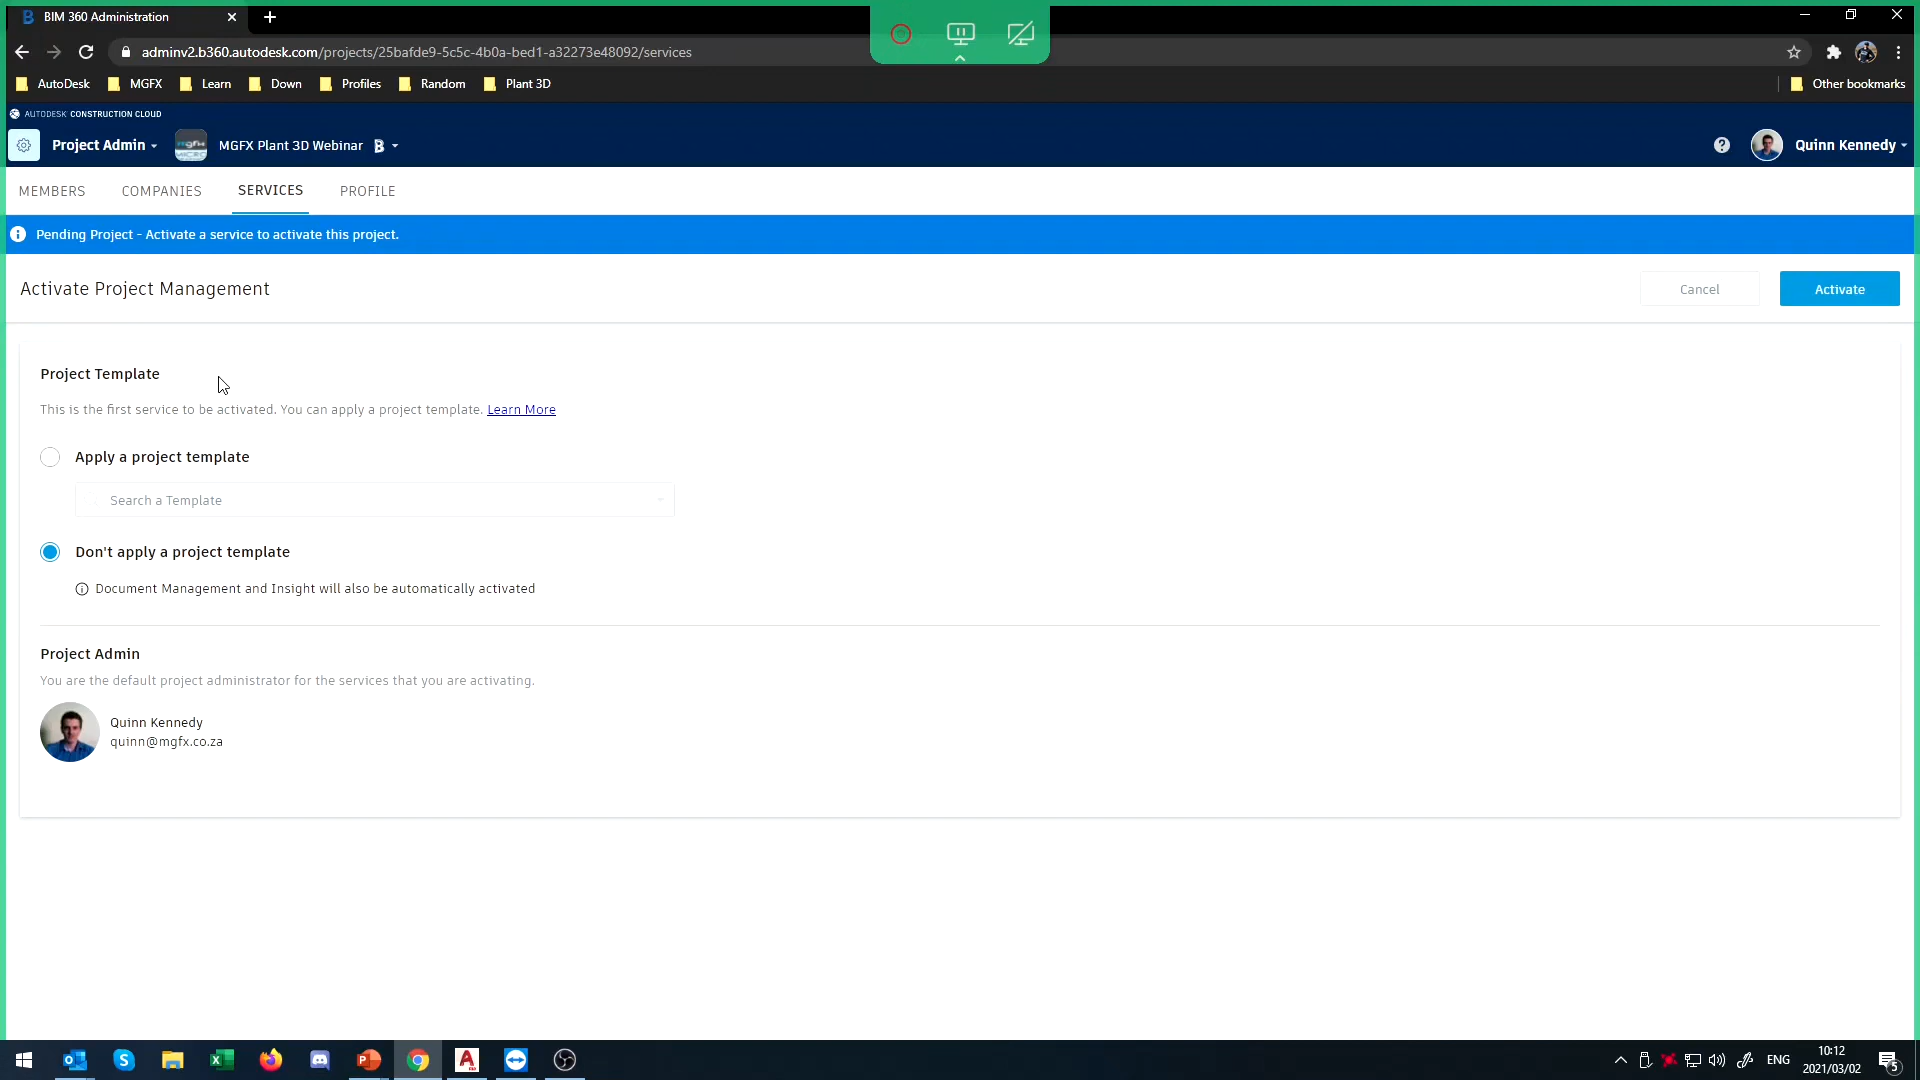 BIM 360 Administration
adminv2.b360.autodesk.com/projects/25bafde9-5c5c-4b0a-bed1-a32273e48092/services
AutoDesk MGFX Learn Down Profiles Random Plant 3D Other bookmarks
AUTODESK CONSTRUCTION CLOUD
Project Admin MGFX Plant 3D Webinar B Quinn Kennedy
MEMBERS COMPANIES SERVICES PROFILE
Pending Project - Activate a service to activate this project.
Activate Project Management Cancel Activate
Project Template
This is the first service to be activated. You can apply a project template. Learn More
Apply a project template
Search a Template
Don't apply a project template
Document Management and Insight will also be automatically activated
Project Admin
You are the default project administrator for the services that you are activating.
Quinn Kennedy
quinn@mgfx.co.za
ENG
10:12
2021/03/02
5